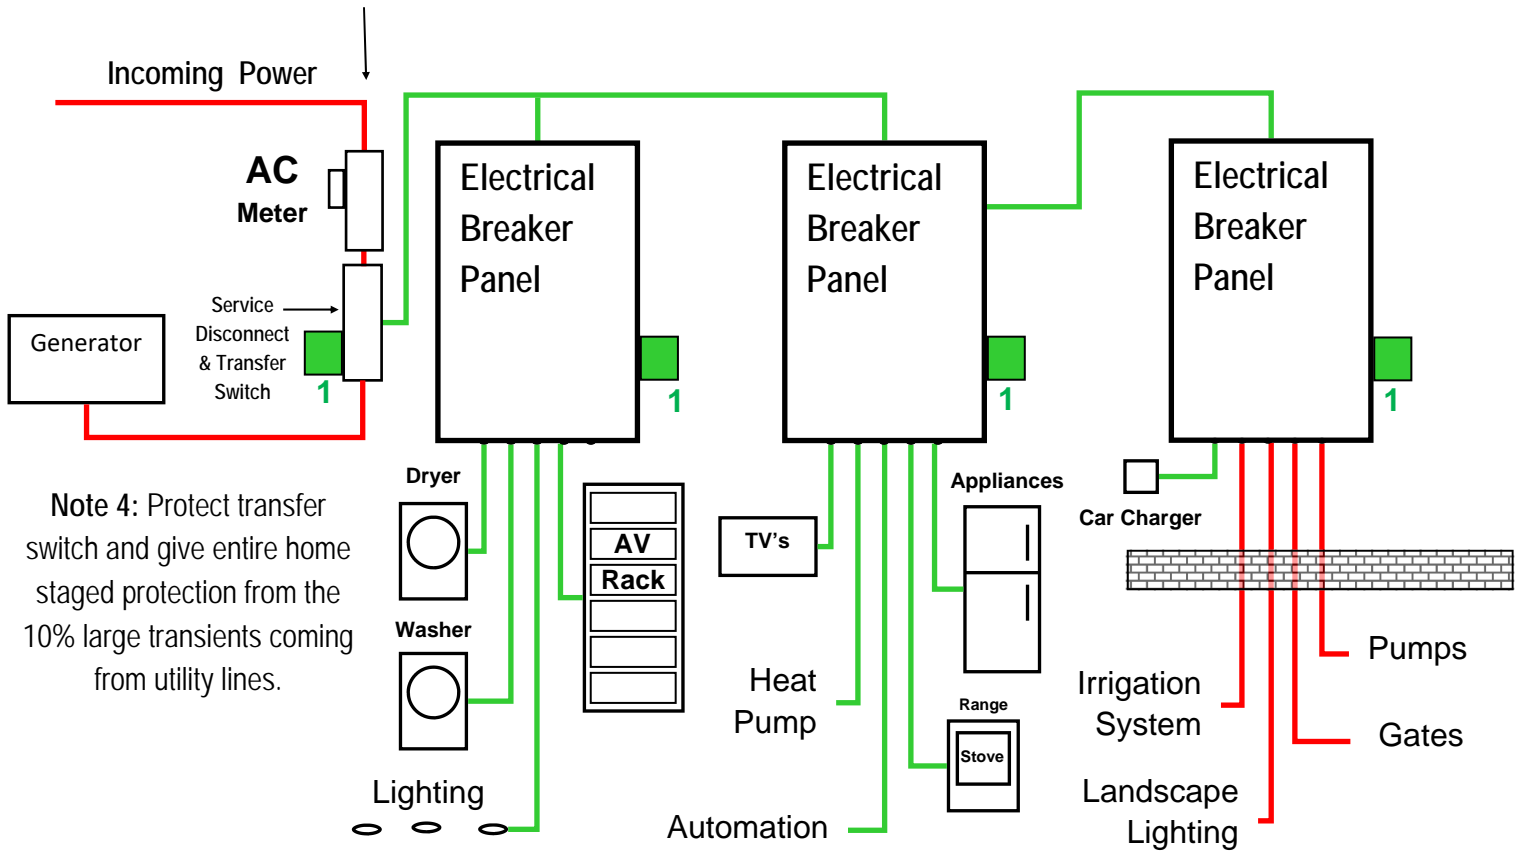 Incoming Power
AC
Meter
Service
Disconnect
& Transfer
Switch
1
Generator
Note 4: Protect transfer
switch and give entire home
staged protection from the
10% large transients coming
from utility lines.
Electrical
Breaker
Panel
1
Dryer
Washer
Lighting
AV
Rack
Electrical
Breaker
Panel
1
TV's
Heat
Pump
Automation
Appliances
Range
Stove
Electrical
Breaker
Panel
1
Car Charger
Irrigation
System
Landscape
Lighting
Pumps
Gates